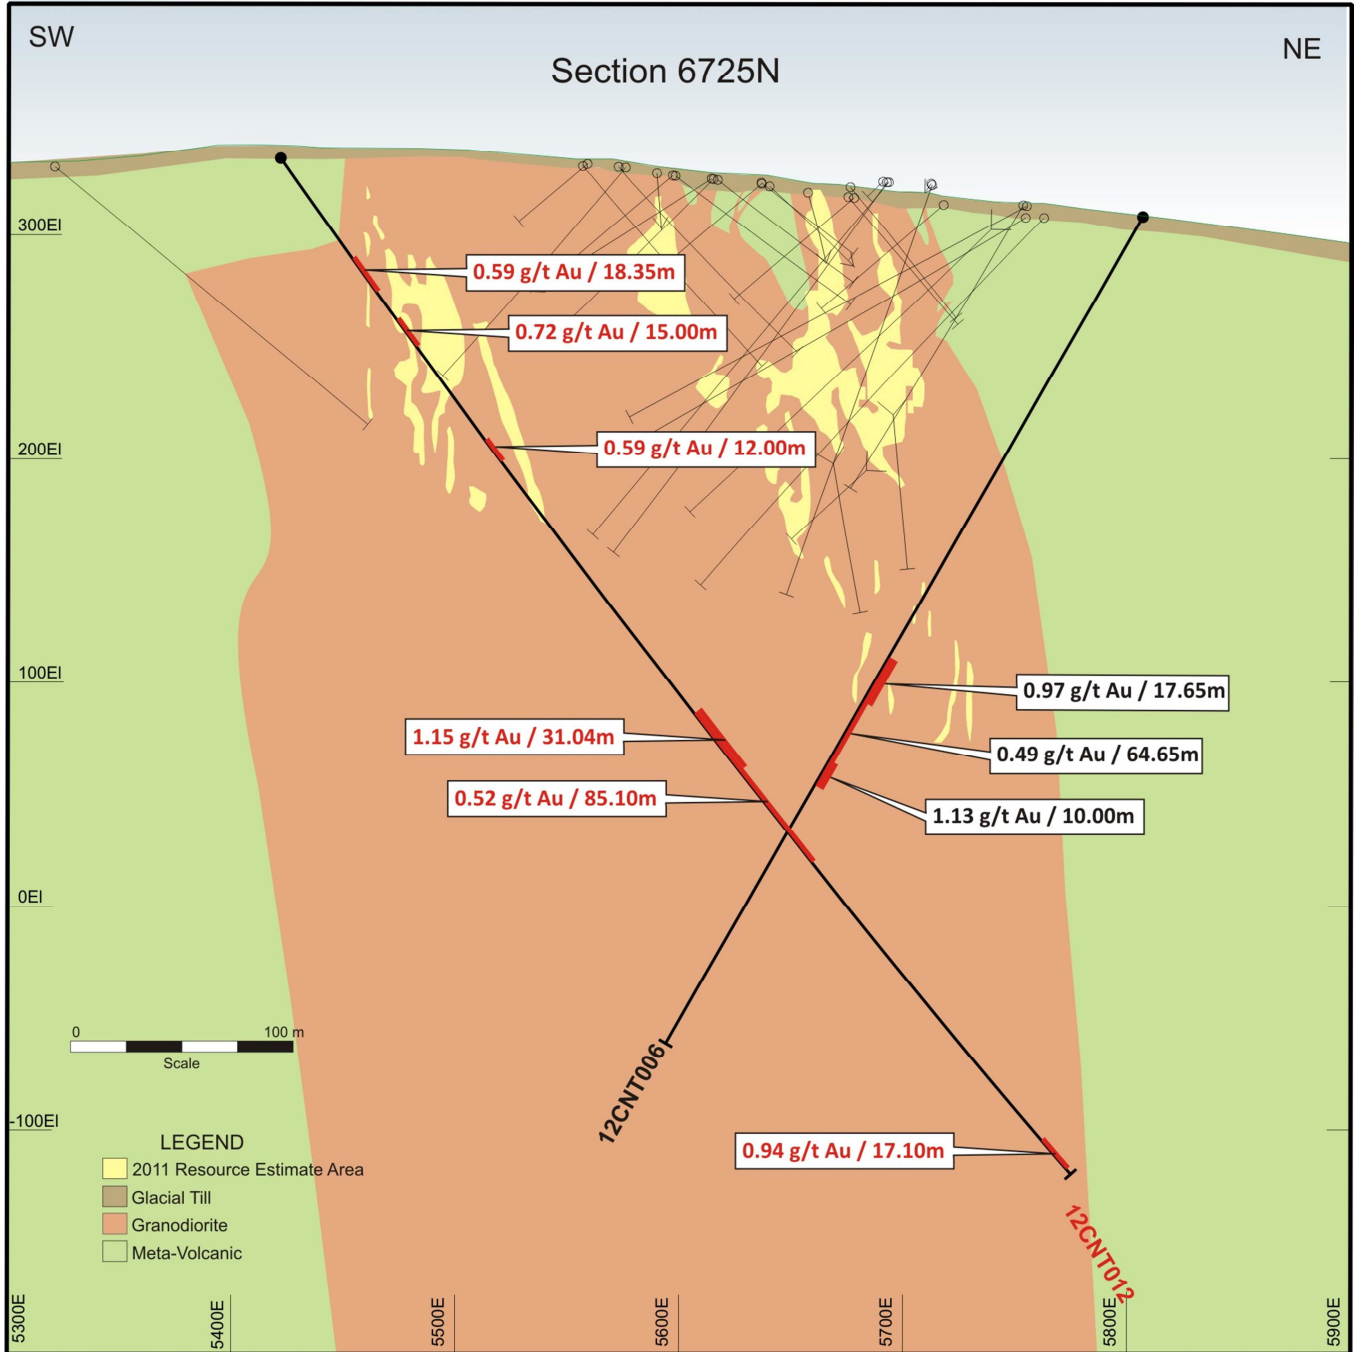 SW
NE
Section 6725N
300El
0.59 g/t Au / 18.35m
0.72 g/t Au / 15.00m
200El
0.59 g/t Au / 12.00m
100El
0.97 g/t Au / 17.65m
1.15 g/t Au / 31.04m
0.49 g/t Au / 64.65m
0.52 g/t Au / 85.10m
1.13 g/t Au / 10.00m
0El
0 100 m
Scale
12CNT006
-100El
0.94 g/t Au / 17.10m
12CNT012
LEGEND
2011 Resource Estimate Area
Glacial Till
Granodiorite
Meta-Volcanic
5300E
5400E
5500E
5600E
5700E
5800E
5900E